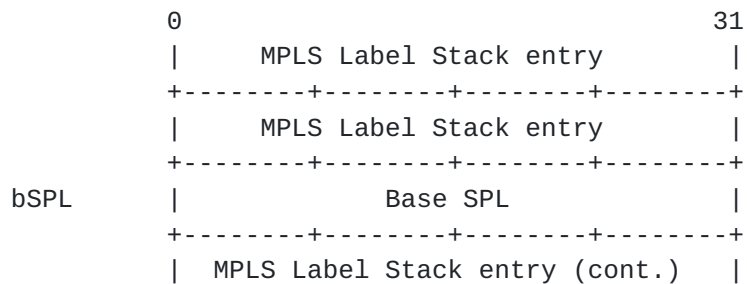 0 31
| MPLS Label Stack entry |
+--------+--------+--------+--------+
| MPLS Label Stack entry |
+--------+--------+--------+--------+
bSPL | Base SPL |
+--------+--------+--------+--------+
| MPLS Label Stack entry (cont.) |